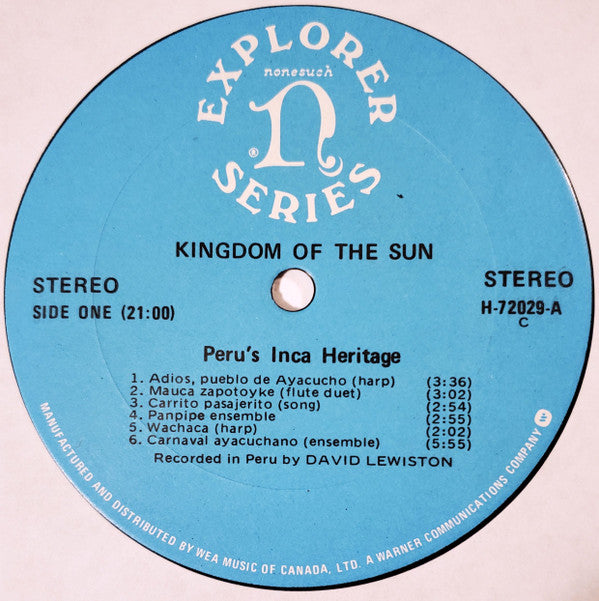 EXPLORER
nonesuch
n
®
SERIES
KINGDOM OF THE SUN
STEREO
SIDE ONE (21:00)
STEREO
H-72029-A
C
Peru's Inca Heritage
1. Adios, pueblo de Ayacucho (harp) (3:36)
2. Mauca zapotoyke (flute duet) (3:02)
3. Carrito pasajerito (song) (2:54)
4. Panpipe ensemble (2:55)
5. Wachaca (harp) (2:02)
6. Carnaval ayacuchano (ensemble) (5:55)
Recorded in Peru by DAVID LEWISTON
MANUFACTURED AND DISTRIBUTED BY WEA MUSIC OF CANADA, LTD. A WARNER COMMUNICATIONS COMPANY W